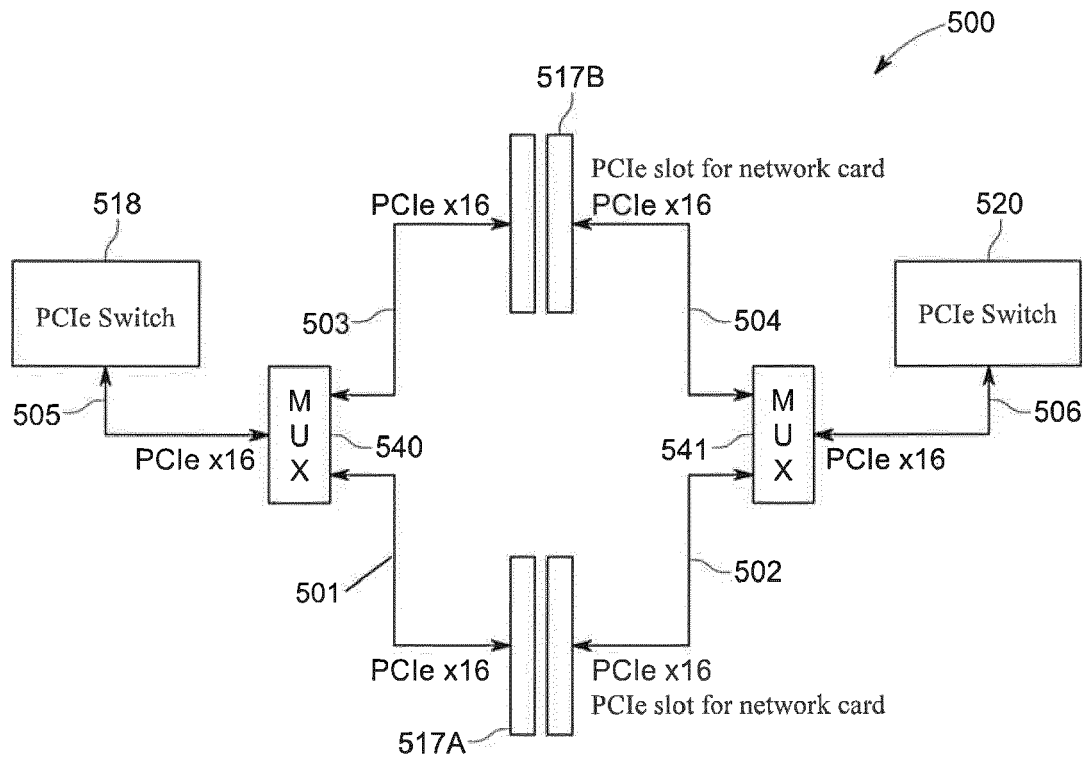 500
517B
PCIe slot for network card
PCIe x16
PCIe x16
518
520
PCIe Switch
PCIe Switch
503
504
505
MUX
540
541
MUX
506
PCIe x16
PCIe x16
501
502
PCIe x16
PCIe x16
PCIe slot for network card
517A